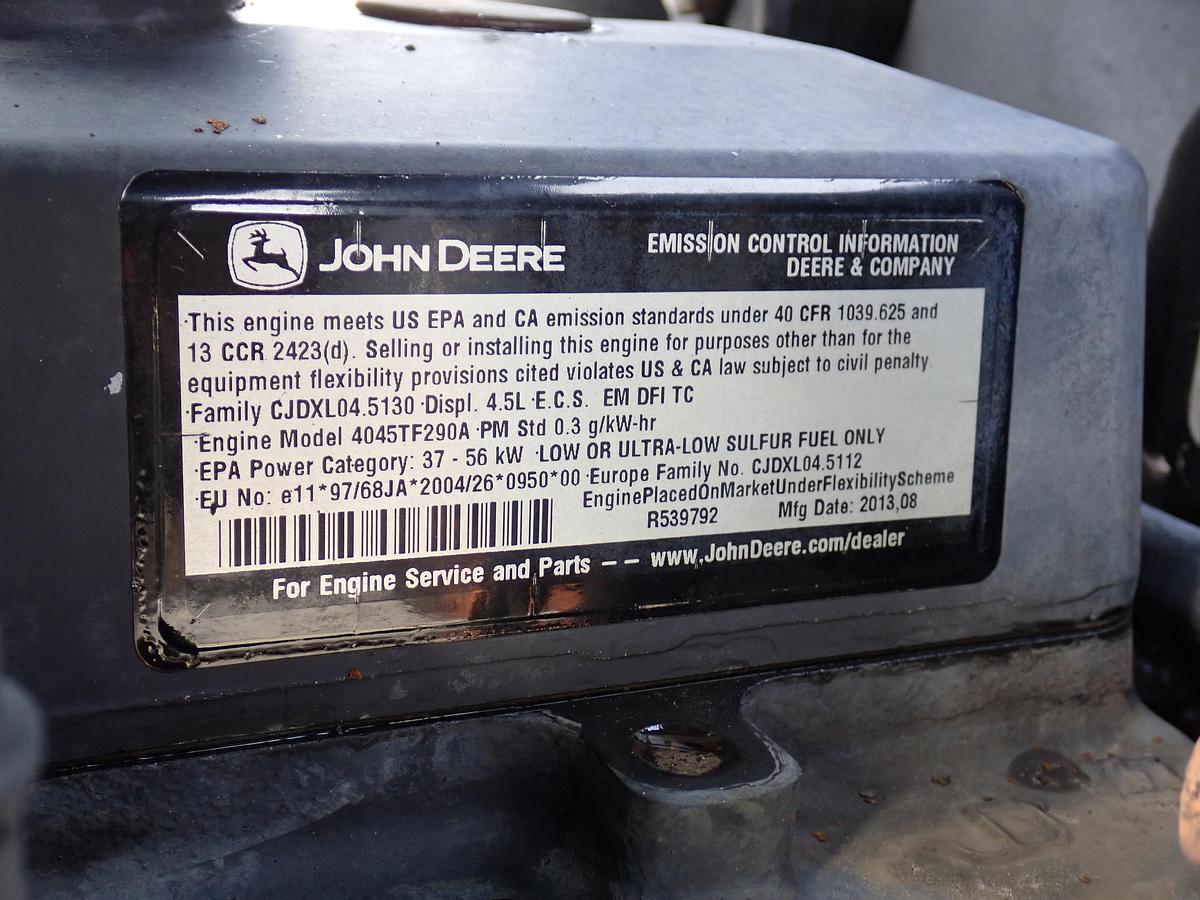 JOHN DEERE
EMISSION CONTROL INFORMATION
DEERE & COMPANY
·This engine meets US EPA and CA emission standards under 40 CFR 1039.625 and
13 CCR 2423(d). Selling or installing this engine for purposes other than for the
equipment flexibility provisions cited violates US & CA law subject to civil penalty
·Family CJDXL04.5130 ·Displ. 4.5L ·E.C.S. EM DFI TC
·Engine Model 4045TF290A ·PM Std 0.3 g/kW-hr
·EPA Power Category: 37 - 56 kW ·LOW OR ULTRA-LOW SULFUR FUEL ONLY
·EU No: e11*97/68JA*2004/26*0950*00 ·Europe Family No. CJDXL04.5112
EnginePlacedOnMarketUnderFlexibilityScheme
R539792 Mfg Date: 2013,08
For Engine Service and Parts -- www.JohnDeere.com/dealer